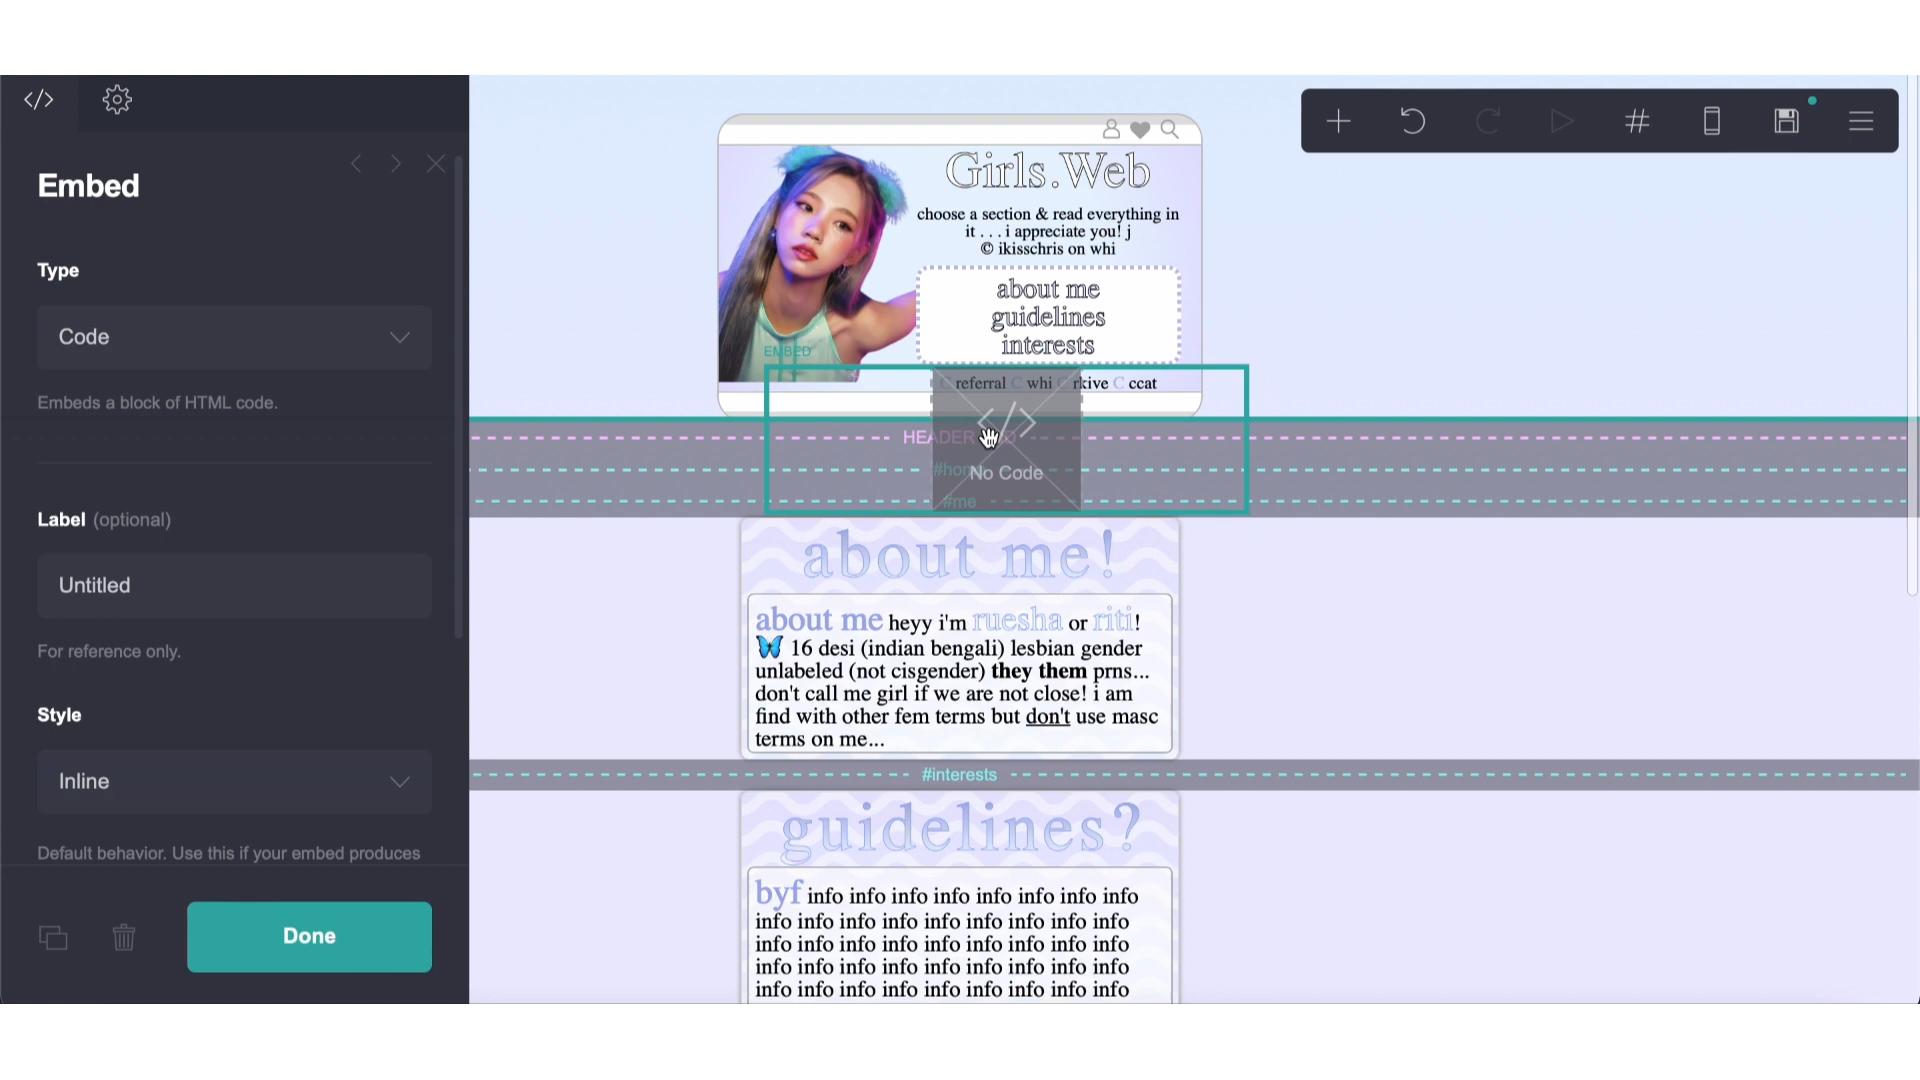 Embed
Type
Code
Embeds a block of HTML code.
Label (optional)
Untitled
For reference only.
Style
Inline
Default behavior. Use this if your embed produces
Done
Girls.Web
choose a section & read everything in
it . . . i appreciate you! j
© ikisschris on whi
about me
guidelines
interests
EMBED
C referral C whi C rkive C ccat
HEADER
#home
No Code
#me
about me!
about me heyy i'm ruesha or riti!
🦋 16 desi (indian bengali) lesbian gender
unlabeled (not cisgender) they them prns...
don't call me girl if we are not close! i am
find with other fem terms but don't use masc
terms on me...
#interests
guidelines?
byf info info info info info info info info
info info info info info info info info info
info info info info info info info info info
info info info info info info info info info
info info info info info info info info info